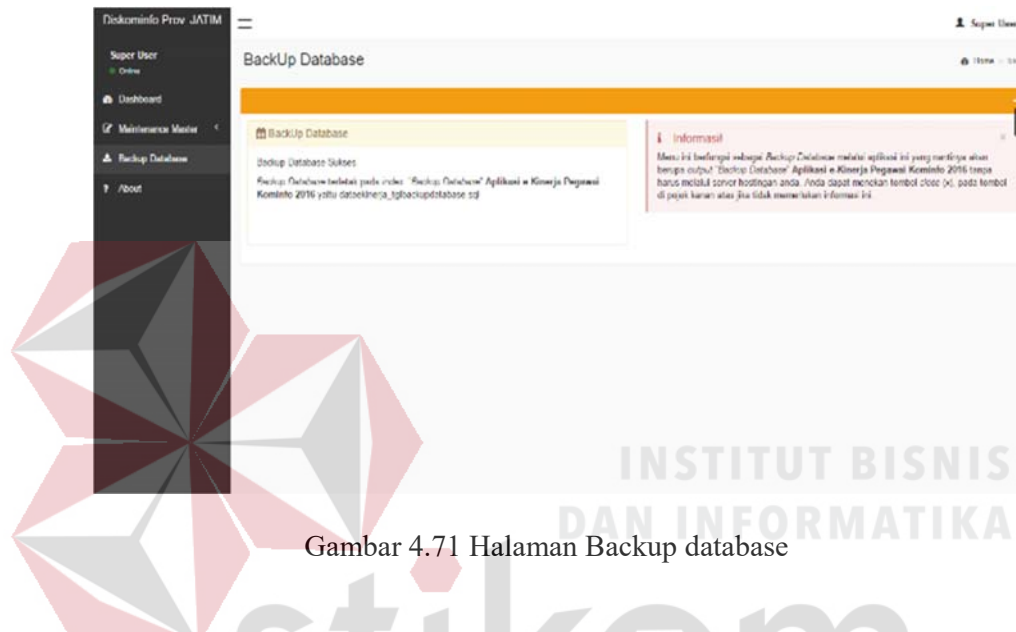 Diskominfo Prov JATIM
Super User
Super User
Online
BackUp Database
Home
Dashboard
Maintenance Master
Backup Database
About
BackUp Database
Backup Database Sukses
Backup Database terletak pada index "Backup Database" Aplikasi e-Kinerja Pegawai
Kominfo 2016 yaitu dataekinerja_tglbackupdatabase.sql
Informasi!
Menu ini berfungsi sebagai Backup Database melalui aplikasi ini yang nantinya akan
berupa output "Backup Database" Aplikasi e-Kinerja Pegawai Kominfo 2016 tanpa
harus melalui server hostingan anda. Anda dapat menekan tombol close (x), pada tombol
di pojok kanan atas jika tidak memerlukan informasi ini.
INSTITUT BISNIS
DAN INFORMATIKA
Gambar 4.71 Halaman Backup database
stikom